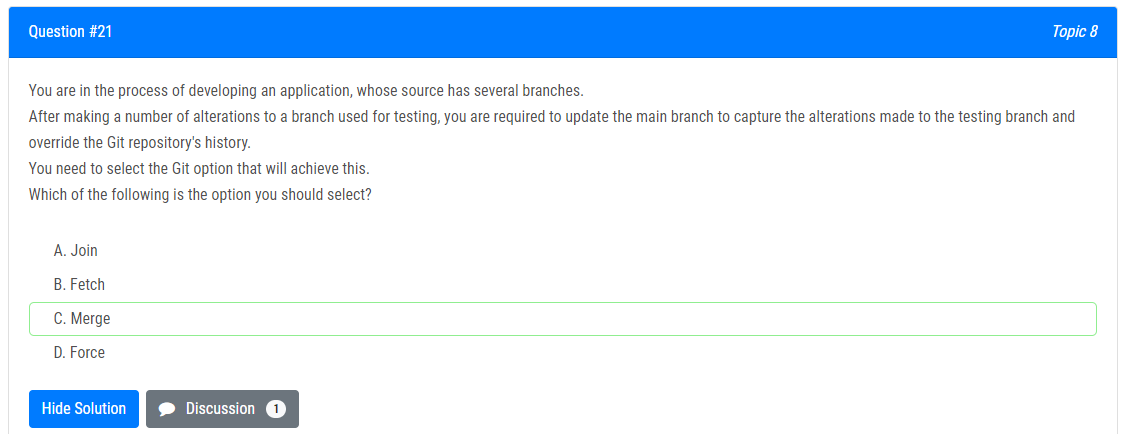 Question #21
Topic 8
You are in the process of developing an application, whose source has several branches.
After making a number of alterations to a branch used for testing, you are required to update the main branch to capture the alterations made to the testing branch and
override the Git repository's history.
You need to select the Git option that will achieve this.
Which of the following is the option you should select?
A. Join
B. Fetch
C. Merge
D. Force
Hide Solution
Discussion 1